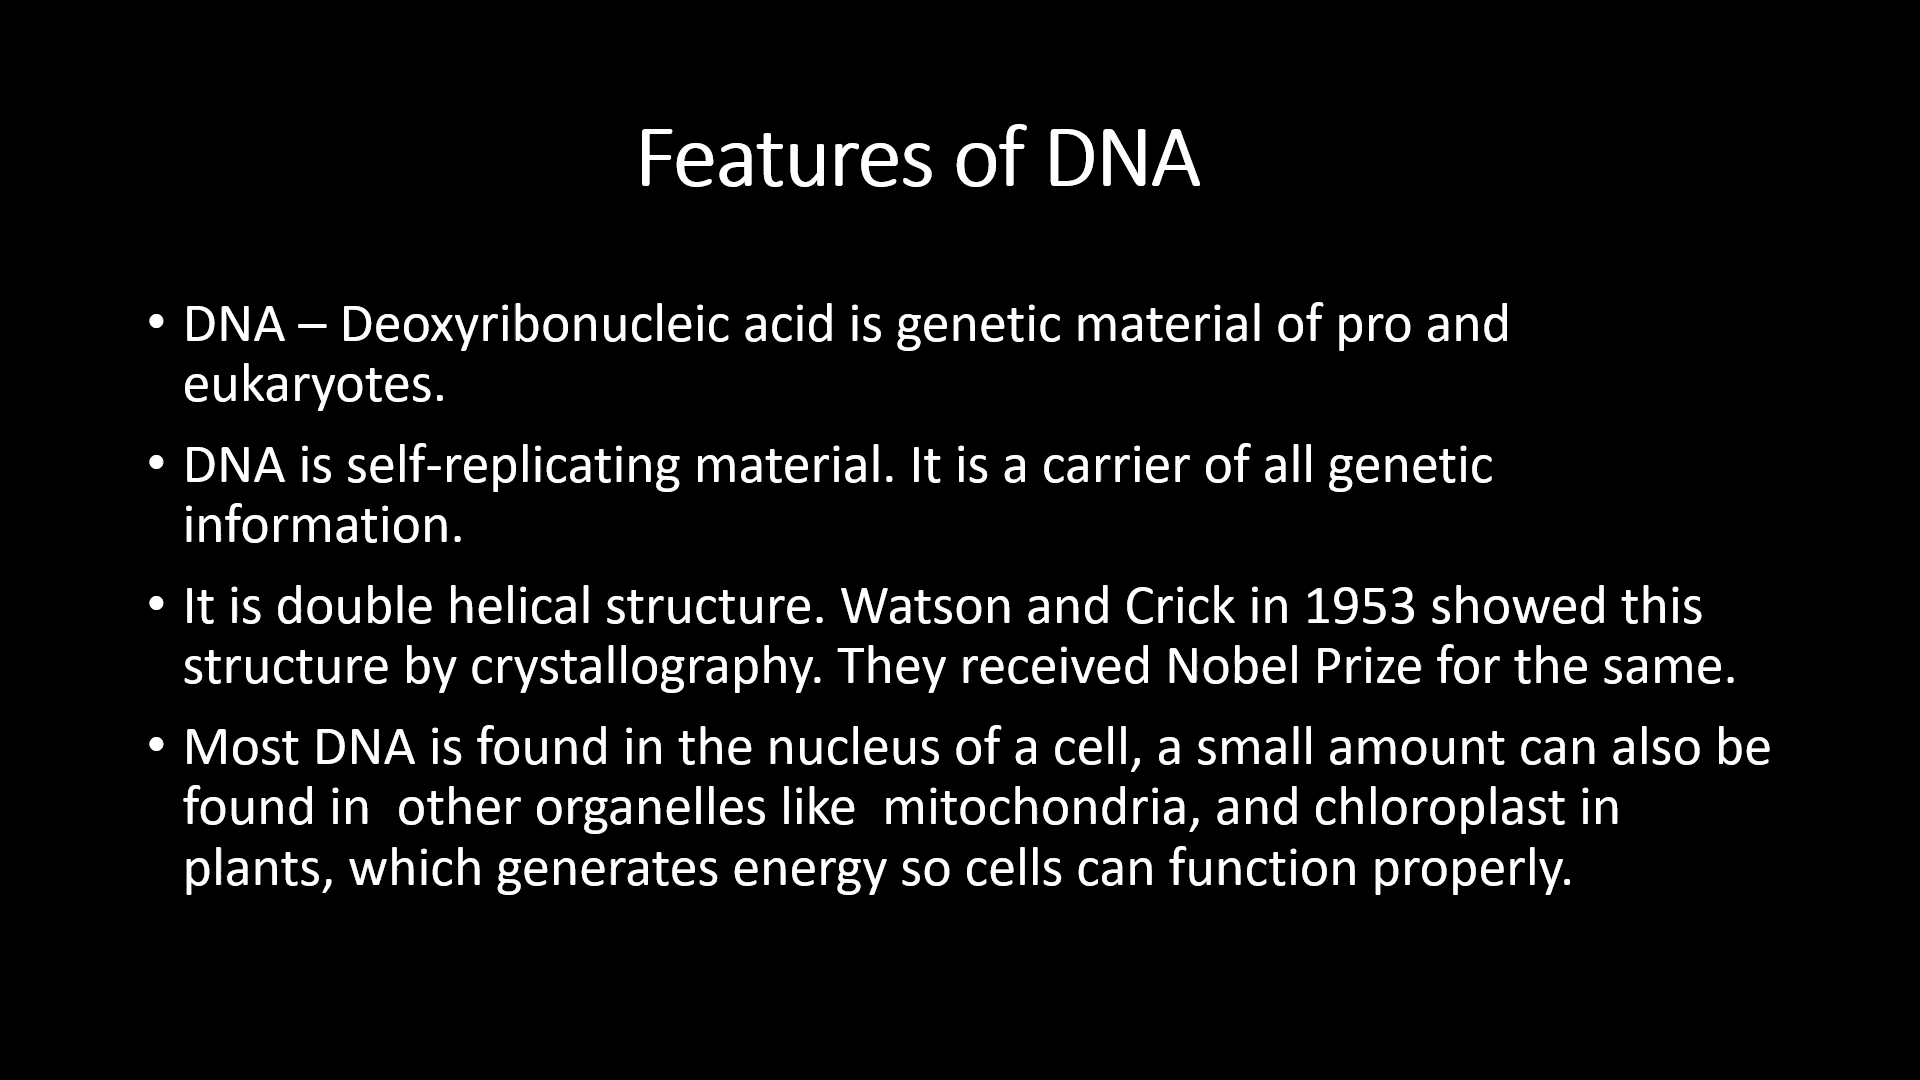 Features of DNA
• DNA – Deoxyribonucleic acid is genetic material of pro and
eukaryotes.
• DNA is self-replicating material. It is a carrier of all genetic
information.
• It is double helical structure. Watson and Crick in 1953 showed this
structure by crystallography. They received Nobel Prize for the same.
• Most DNA is found in the nucleus of a cell, a small amount can also be
found in  other organelles like  mitochondria, and chloroplast in
plants, which generates energy so cells can function properly.